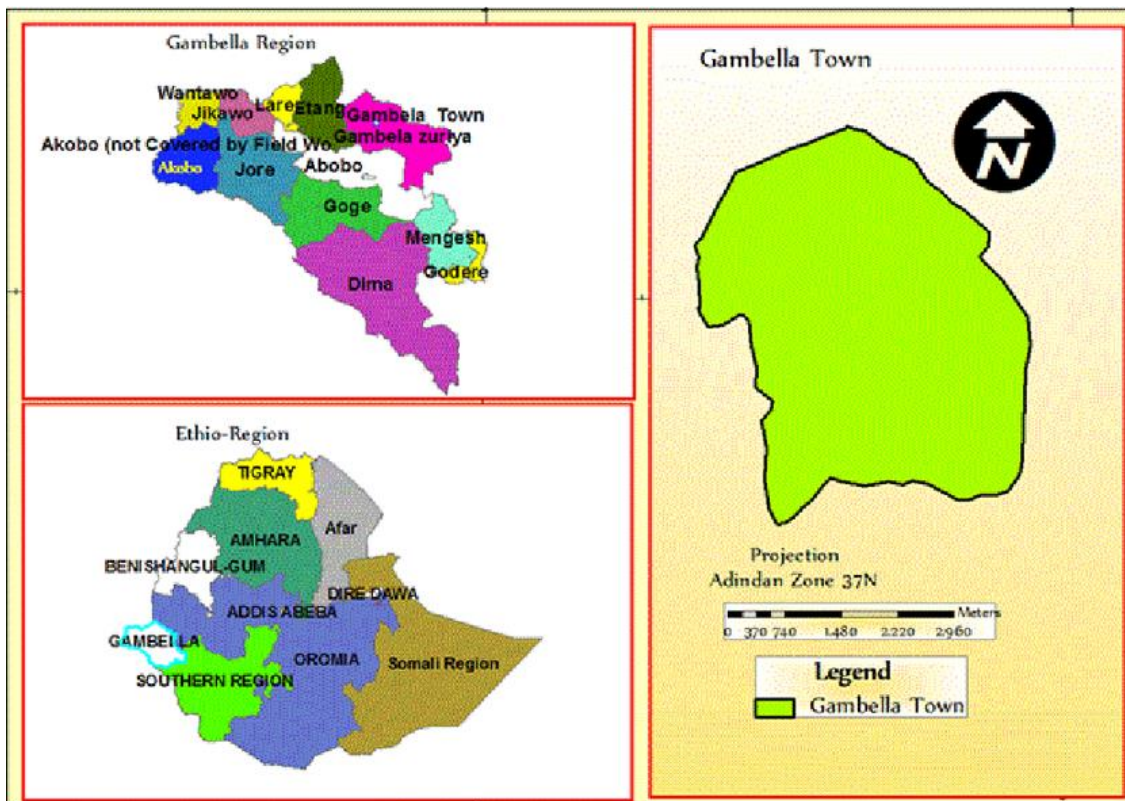 Gambella Region
Wantawo
Jikawo
Lare
Etang
Gambela Town
Gambela zuriya
Akobo (not Covered by Field Wo
Akobo
Jore
Abobo
Goge
Mengesh
Godere
Dima
Ethio-Region
TIGRAY
Afar
AMHARA
BENISHANGUL-GUM
DIRE DAWA
ADDIS ABEBA
GAMBELLA
OROMIA
Somali Region
SOUTHERN REGION
Gambella Town
N
Projection
Adindan Zone 37N
Meters
0 370 740 1.480 2.220 2.960
Legend
Gambella Town